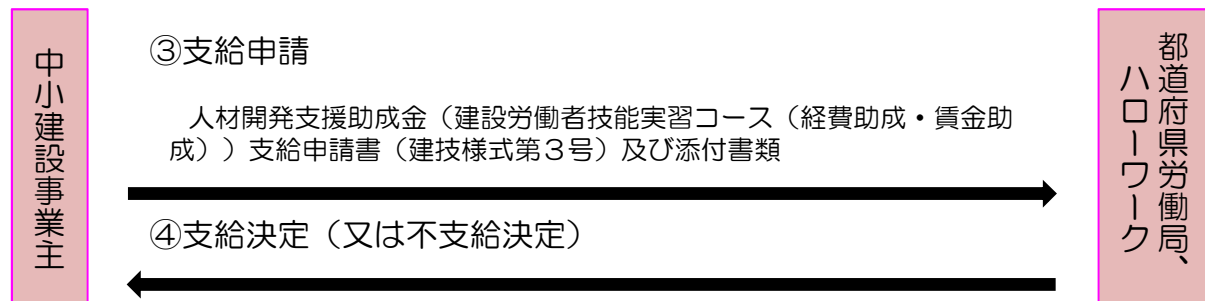 中小建設事業主
③支給申請
人材開発支援助成金（建設労働者技能実習コース（経費助成・賃金助
成））支給申請書（建技様式第３号）及び添付書類
④支給決定（又は不支給決定）
都道府県労働局、
ハローワーク